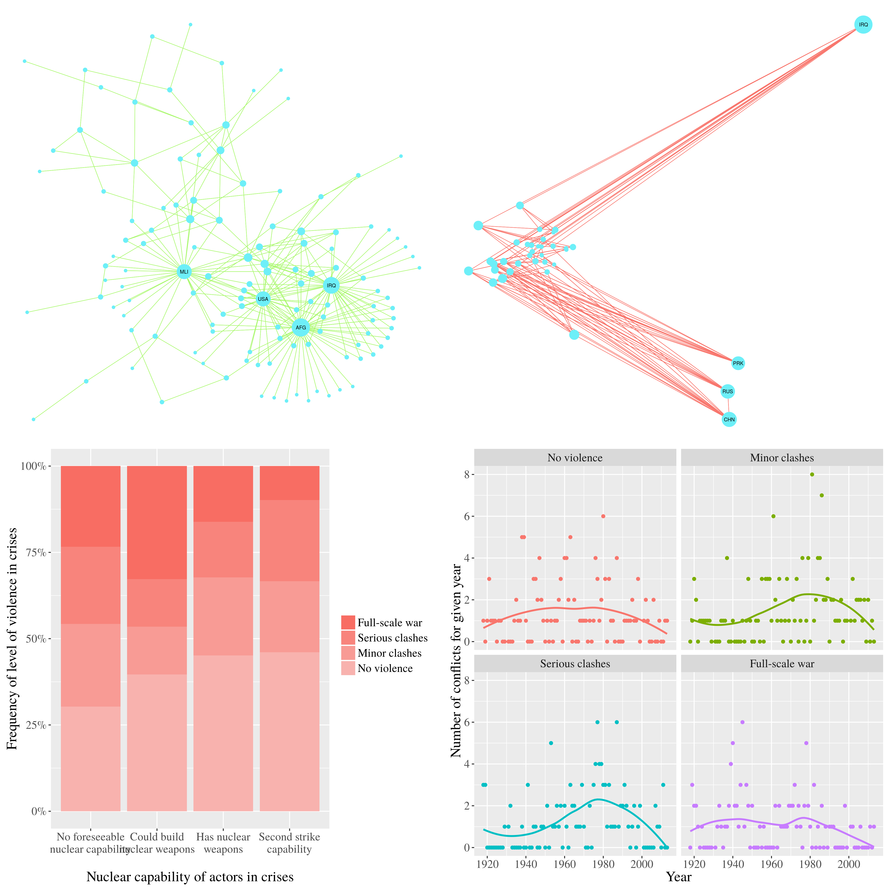 IRQ
MLI
IRQ
USA
AFG
PRK
RUS
CHN
100%
75%
50%
25%
0%
Frequency of level of violence in crises
No foreseeable Could build Has nuclear Second strike
nuclear capability nuclear weapons weapons capability
Nuclear capability of actors in crises
Full-scale war
Serious clashes
Minor clashes
No violence
No violence Minor clashes
8
6
4
2
0
Serious clashes Full-scale war
8
6
4
2
0
Number of conflicts for given year
1920 1940 1960 1980 2000 1920 1940 1960 1980 2000
Year